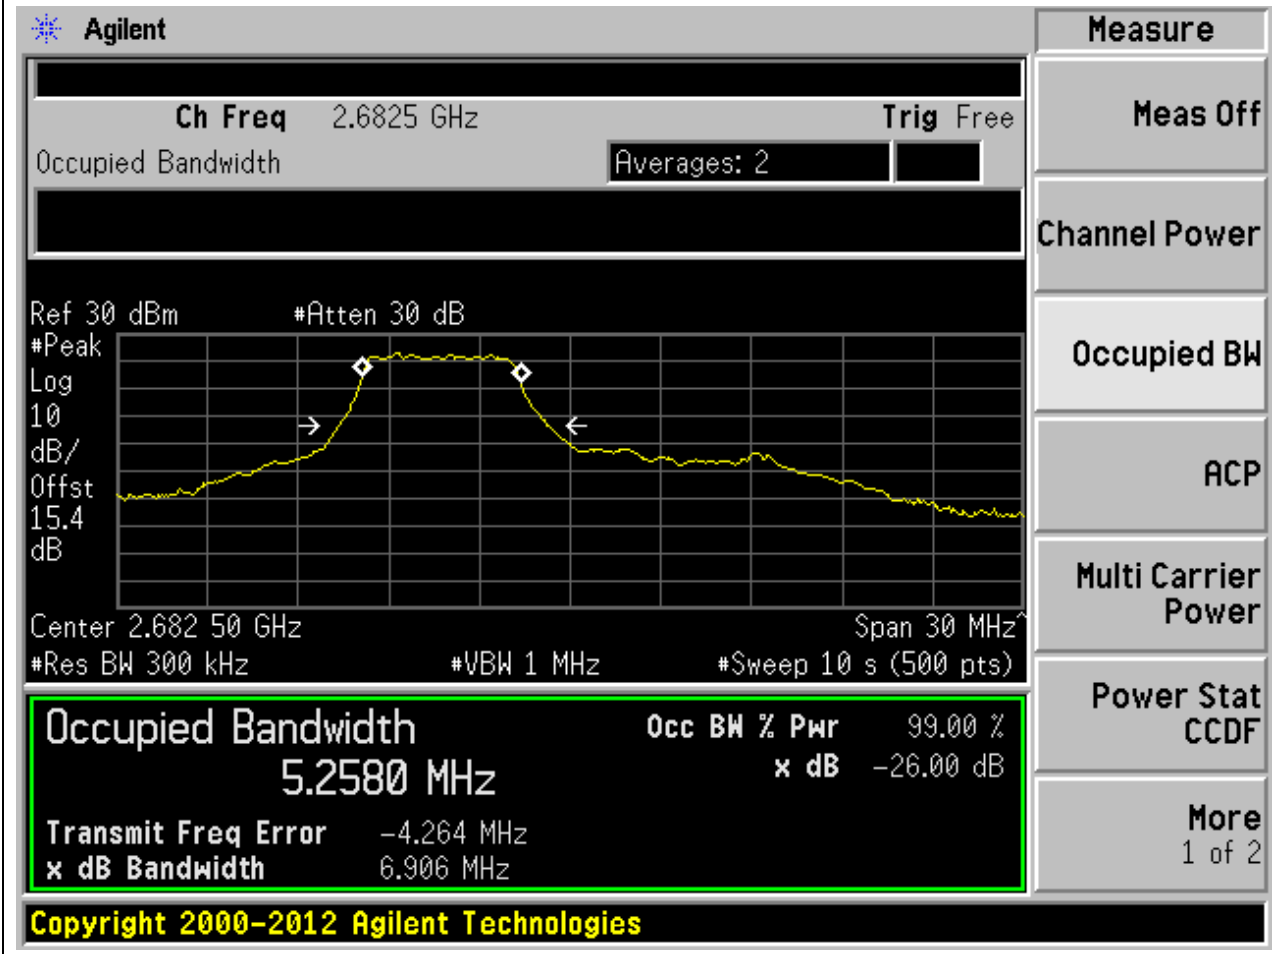 Agilent
Measure
Ch Freq 2.6825 GHz Trig Free
Occupied Bandwidth Averages: 2
Ref 30 dBm #Atten 30 dB
#Peak
Log
10
dB/
Offst
15.4
dB
Center 2.682 50 GHz Span 30 MHz^
#Res BW 300 kHz #VBW 1 MHz #Sweep 10 s (500 pts)
Occupied Bandwidth Occ BW % Pwr 99.00 %
5.2580 MHz x dB -26.00 dB
Transmit Freq Error -4.264 MHz
x dB Bandwidth 6.906 MHz
Meas Off
Channel Power
Occupied BW
ACP
Multi Carrier
Power
Power Stat
CCDF
More
1 of 2
Copyright 2000-2012 Agilent Technologies